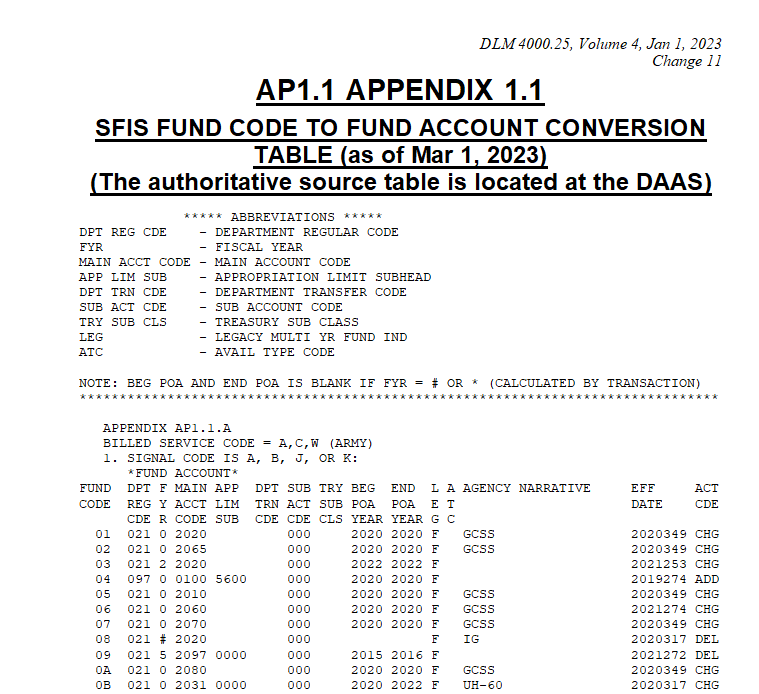 DLM 4000.25, Volume 4, Jan 1, 2023
Change 11
AP1.1 APPENDIX 1.1
SFIS FUND CODE TO FUND ACCOUNT CONVERSION
TABLE (as of Mar 1, 2023)
(The authoritative source table is located at the DAAS)
***** ABBREVIATIONS *****
DPT REG CDE - DEPARTMENT REGULAR CODE
FYR - FISCAL YEAR
MAIN ACCT CODE - MAIN ACCOUNT CODE
APP LIM SUB - APPROPRIATION LIMIT SUBHEAD
DPT TRN CDE - DEPARTMENT TRANSFER CODE
SUB ACT CDE - SUB ACCOUNT CODE
TRY SUB CLS - TREASURY SUB CLASS
LEG - LEGACY MULTI YR FUND IND
ATC - AVAIL TYPE CODE
NOTE: BEG POA AND END POA IS BLANK IF FYR = # OR * (CALCULATED BY TRANSACTION)
********************************************************************************
APPENDIX AP1.1.A
BILLED SERVICE CODE = A,C,W (ARMY)
1. SIGNAL CODE IS A, B, J, OR K:
*FUND ACCOUNT*
FUND DPT F MAIN APP DPT SUB TRY BEG END L A AGENCY NARRATIVE EFF ACT
CODE REG Y ACCT LIM TRN ACT SUB POA POA E T DATE CDE
CDE R CODE SUB CDE CDE CLS YEAR YEAR G C
01 021 0 2020 000 2020 2020 F GCSS 2020349 CHG
02 021 0 2065 000 2020 2020 F GCSS 2020349 CHG
03 021 2 2020 000 2022 2022 F 2021253 CHG
04 097 0 0100 5600 000 2020 2020 F 2019274 ADD
05 021 0 2010 000 2020 2020 F GCSS 2020349 CHG
06 021 0 2060 000 2020 2020 F GCSS 2021274 CHG
07 021 0 2070 000 2020 2020 F GCSS 2020349 CHG
08 021 # 2020 000 F IG 2020317 DEL
09 021 5 2097 0000 000 2015 2016 F 2021272 DEL
0A 021 0 2080 000 2020 2020 F GCSS 2020349 CHG
0B 021 0 2031 0000 000 2020 2022 F UH-60 2020317 CHG